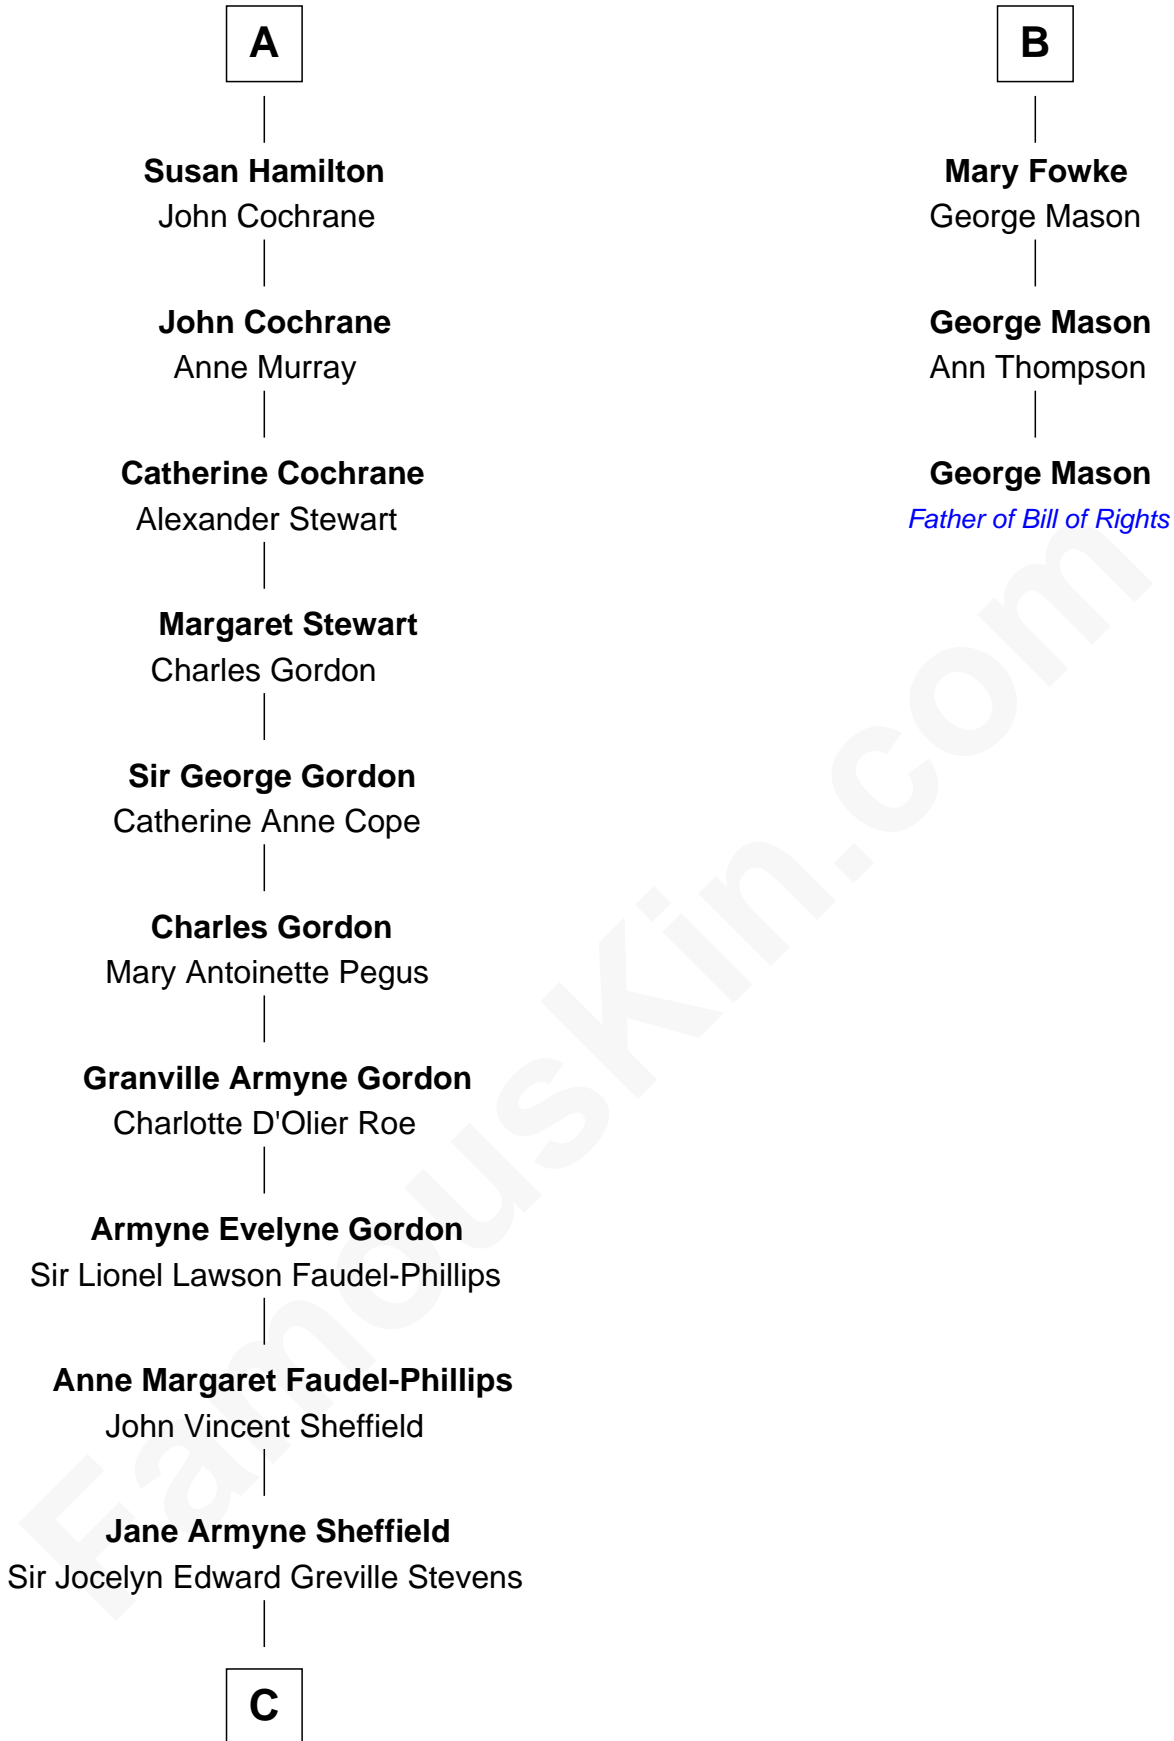 A
Susan Hamilton
John Cochrane
John Cochrane
Anne Murray
Catherine Cochrane
Alexander Stewart
Margaret Stewart
Charles Gordon
Sir George Gordon
Catherine Anne Cope
Charles Gordon
Mary Antoinette Pegus
Granville Armyne Gordon
Charlotte D'Olier Roe
Armyne Evelyne Gordon
Sir Lionel Lawson Faudel-Phillips
Anne Margaret Faudel-Phillips
John Vincent Sheffield
Jane Armyne Sheffield
Sir Jocelyn Edward Greville Stevens
C
B
Mary Fowke
George Mason
George Mason
Ann Thompson
George Mason
Father of Bill of Rights
FamousKin.com